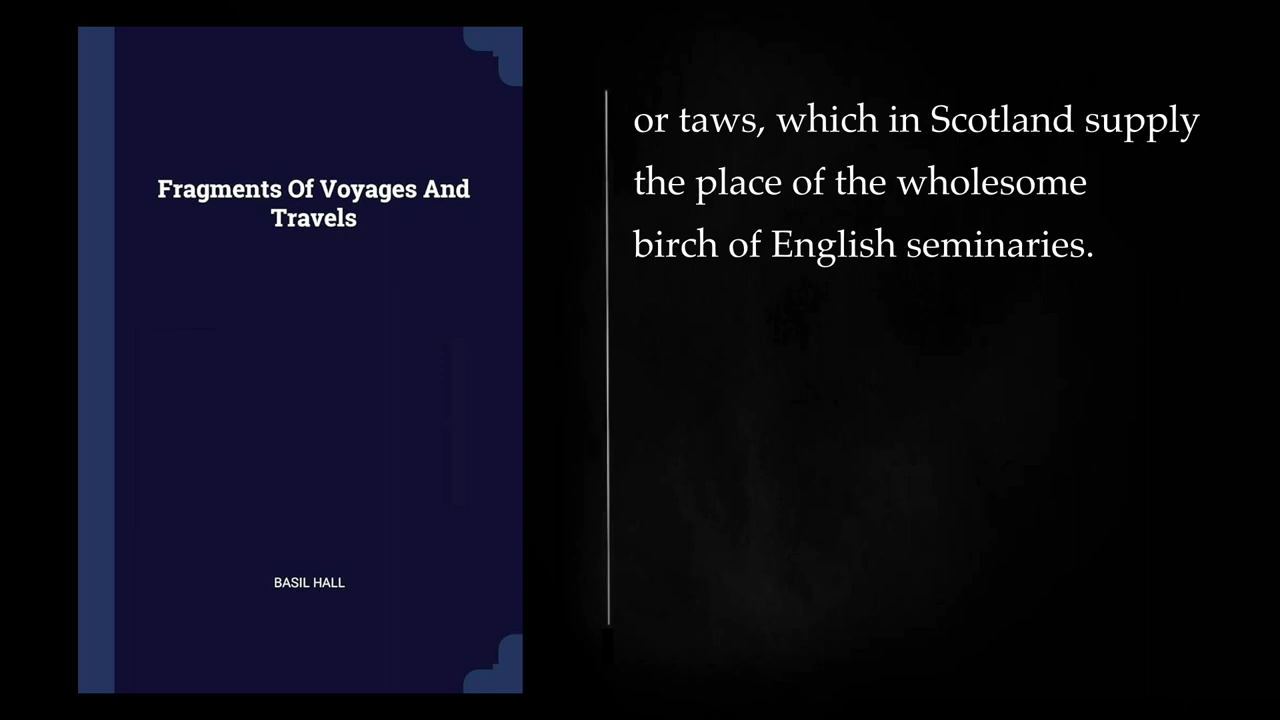 Fragments Of Voyages And
Travels
BASIL HALL
or taws, which in Scotland supply
the place of the wholesome
birch of English seminaries.